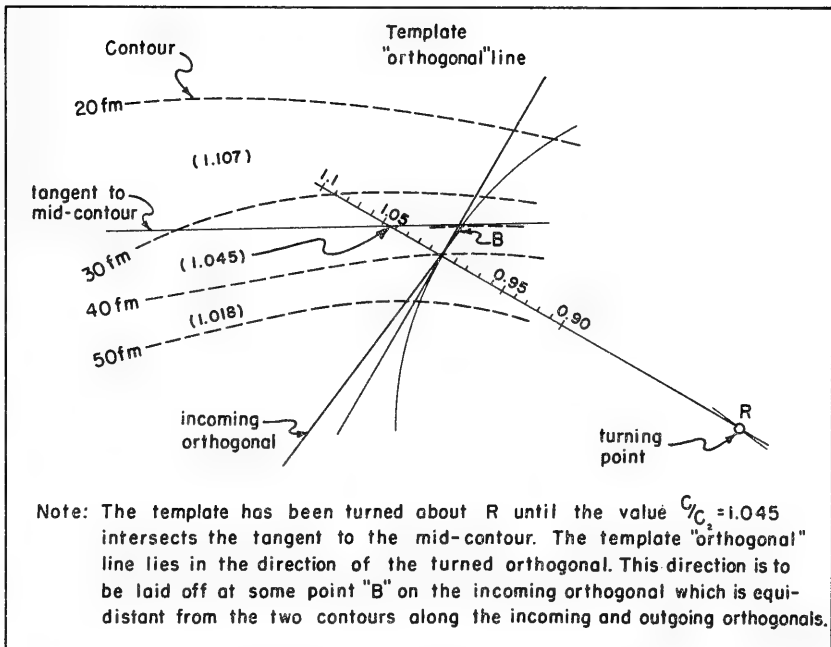 Template
"orthogonal" line
Contour
20 fm
(1.107)
1.1
tangent to
mid-contour
1.05
B
30 fm
(1.045)
0.95
40 fm
0.90
(1.018)
50 fm
R
incoming
orthogonal
turning
point
Note: The template has been turned about R until the value C/C₂ = 1.045
intersects the tangent to the mid-contour. The template "orthogonal"
line lies in the direction of the turned orthogonal. This direction is to
be laid off at some point "B" on the incoming orthogonal which is equi-
distant from the two contours along the incoming and outgoing orthogonals.